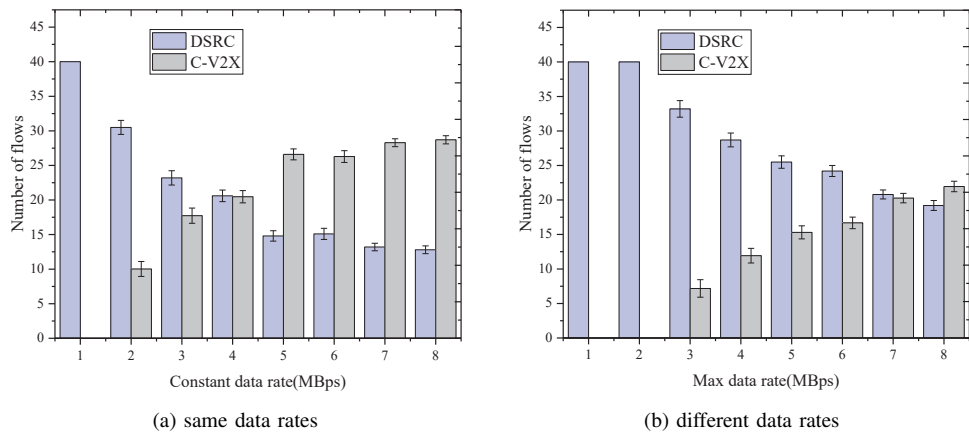 45
40
35
30
25
20
15
10
5
0
Number of flows
DSRC
C-V2X
1 2 3 4 5 6 7 8
Constant data rate(MBps)
(a) same data rates
45
40
35
30
25
20
15
10
5
0
Number of flows
DSRC
C-V2X
1 2 3 4 5 6 7 8
Max data rate(MBps)
(b) different data rates